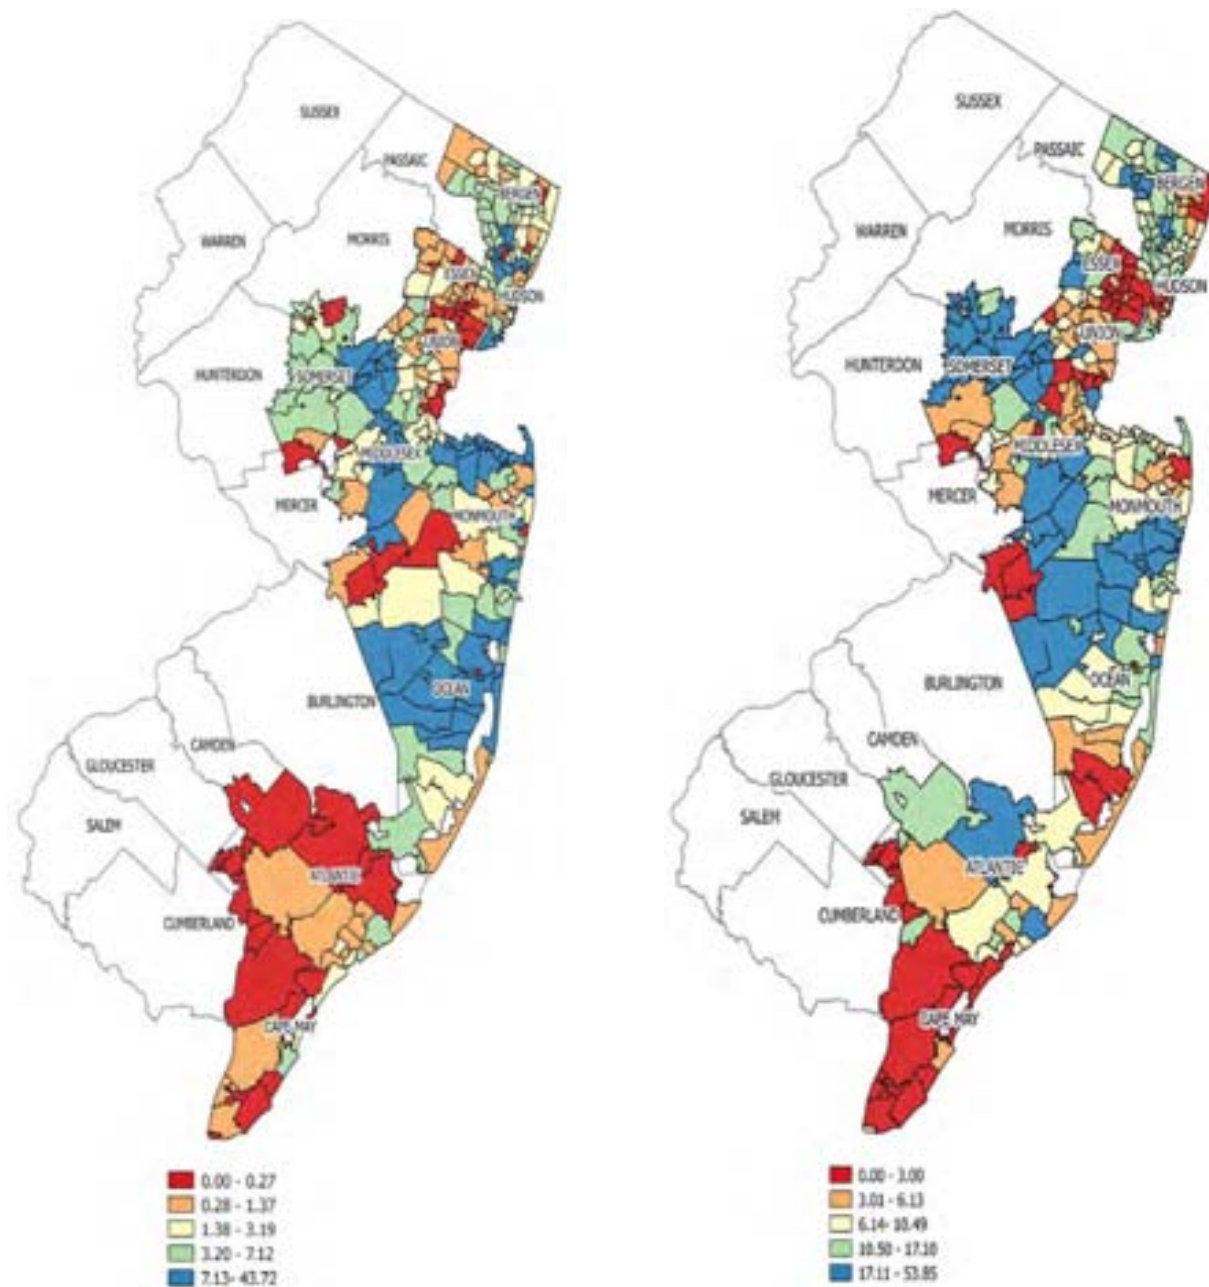 SUSSEX
PASSAIC
BERGEN
WARREN
MORRIS
ESSEX
HUDSON
UNION
HUNTERDON
SOMERSET
MIDDLESEX
MERCER
MONMOUTH
OCEAN
BURLINGTON
CAMDEN
GLOUCESTER
SALEM
ATLANTIC
CUMBERLAND
CAPE MAY
0.00 - 0.27
0.28 - 1.37
1.38 - 3.19
3.20 - 7.12
7.13- 43.72
SUSSEX
PASSAIC
BERGEN
WARREN
MORRIS
ESSEX
HUDSON
UNION
HUNTERDON
SOMERSET
MIDDLESEX
MERCER
MONMOUTH
OCEAN
BURLINGTON
CAMDEN
GLOUCESTER
SALEM
ATLANTIC
CUMBERLAND
CAPE MAY
0.00 - 3.00
3.01 - 6.13
6.14- 10.49
10.50 - 17.10
17.11 - 53.85